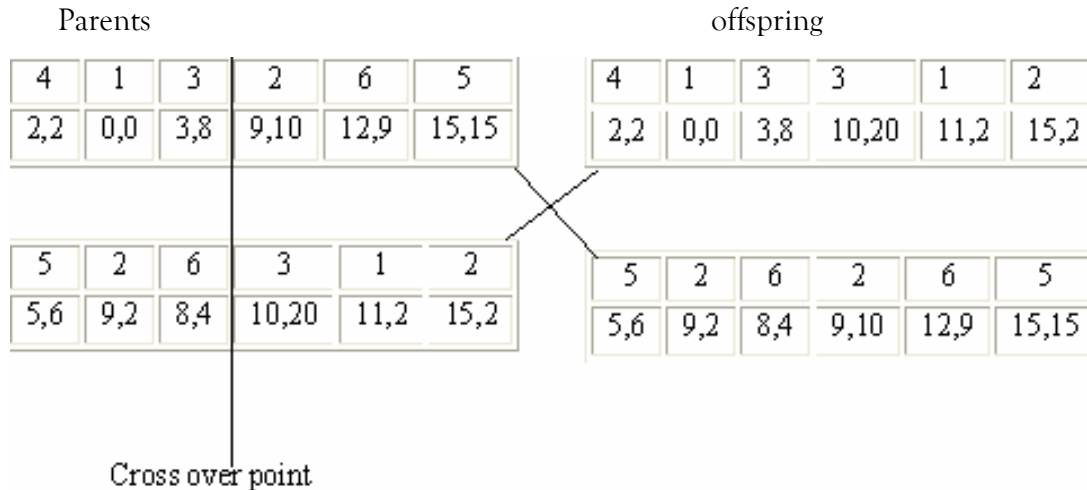 Parents offspring
4 1 3 2 6 5
2,2 0,0 3,8 9,10 12,9 15,15
4 1 3 3 1 2
2,2 0,0 3,8 10,20 11,2 15,2
5 2 6 3 1 2
5,6 9,2 8,4 10,20 11,2 15,2
5 2 6 2 6 5
5,6 9,2 8,4 9,10 12,9 15,15
Cross over point